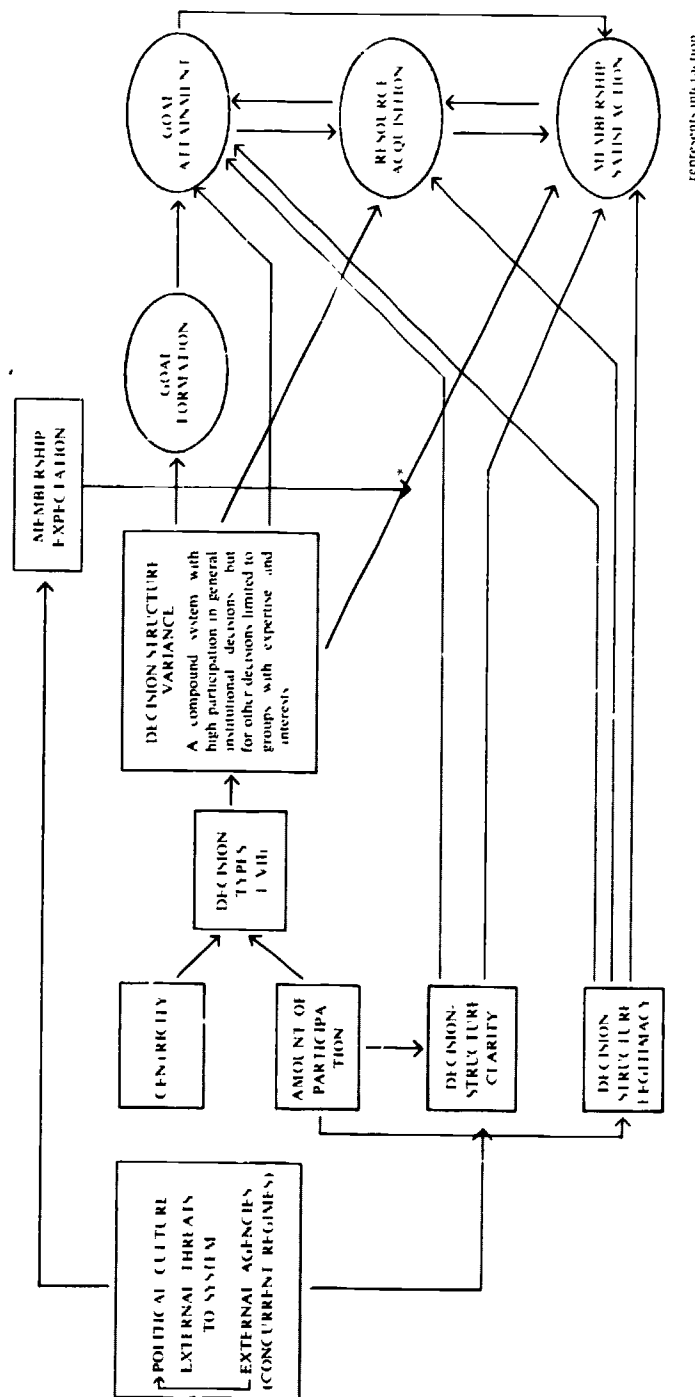 POLITICAL CULTURE
EXTERNAL THREATS
TO SYSTEM
EXTERNAL AGENCIES
(CONCURRENT REGIMES)
CENTRICITY
AMOUNT OF
PARTICIPA
TION
DECISION-
STRUCTURE
CLARITY
DECISION
STRUCTURE
LEGITIMACY
DECISION
TYPES
MEMBERSHIP
EXPECTATION
DECISION STRUCTURE
VARIANCE
A compound system with
high participation in general
institutional decisions but
for other decisions limited to
groups with expertise and
interests
*
GOAL
FORMATION
GOAL
ATTAINMENT
RESOURCE
ACQUISITION
MEMBERSHIP
SATISFACTION
represents